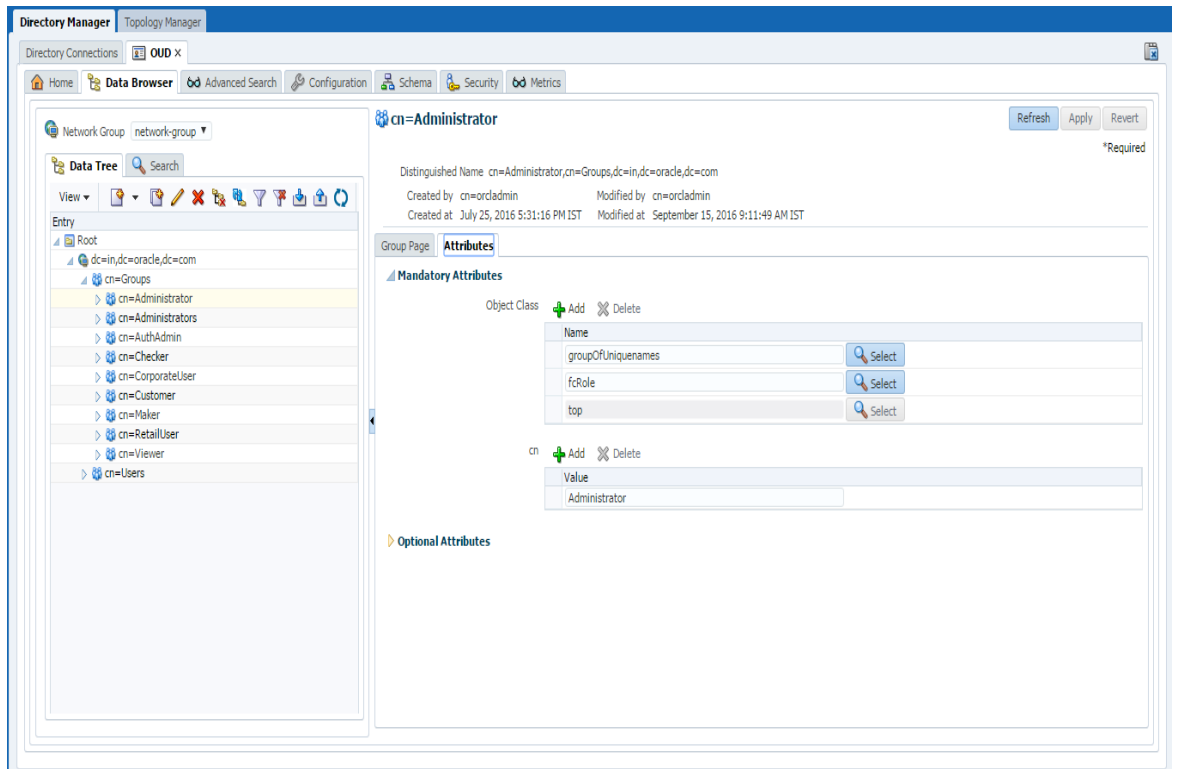 Directory Manager Topology Manager
Directory Connections OUD ×
Home Data Browser Advanced Search Configuration Schema Security Metrics
Network Group network-group
Data Tree Search
View
Entry
Root
dc=in,dc=oracle,dc=com
cn=Groups
cn=Administrator
cn=Administrators
cn=AuthAdmin
cn=Checker
cn=CorporateUser
cn=Customer
cn=Maker
cn=RetailUser
cn=Viewer
cn=Users
cn=Administrator
Refresh Apply Revert
*Required
Distinguished Name cn=Administrator,cn=Groups,dc=in,dc=oracle,dc=com
Created by cn=orcladmin Modified by cn=orcladmin
Created at July 25, 2016 5:31:16 PM IST Modified at September 15, 2016 9:11:49 AM IST
Group Page Attributes
Mandatory Attributes
Object Class Add Delete
Name
groupOfUniquenames Select
fcRole Select
top Select
cn Add Delete
Value
Administrator
Optional Attributes